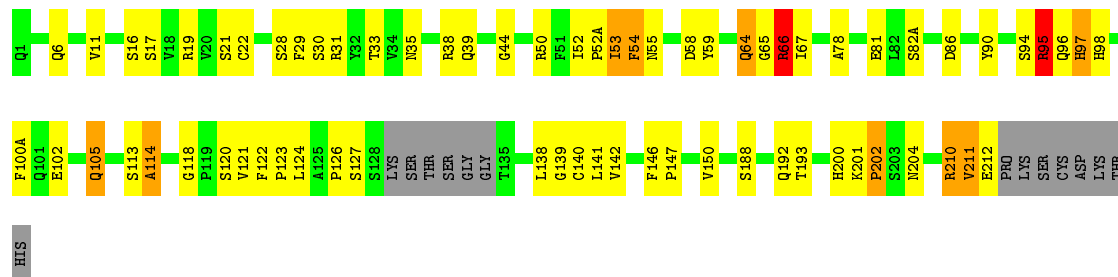 Q1 Q6 V11 S16 S17 V18 R19 V20 S21 C22 S28 F29 S30 R31 Y32 T33 V34 N35 R38 Q39 G44 R50 F51 I52 P52A I53 F54 N55 D58 Y59 Q64 G65 R66 I67 A78 E81 L82 S82A D86 Y90 S94 R95 Q96 H97 H98
F100A Q101 E102 Q105 S113 A114 G118 P119 S120 V121 F122 P123 L124 A125 P126 S127 S128 LYS SER THR SER GLY GLY T135 L138 G139 C140 L141 V142 F146 P147 V150 S188 Q192 T193 H200 K201 P202 S203 N204 R210 V211 E212 PRO LYS SER CYS ASP LYS THR
HIS